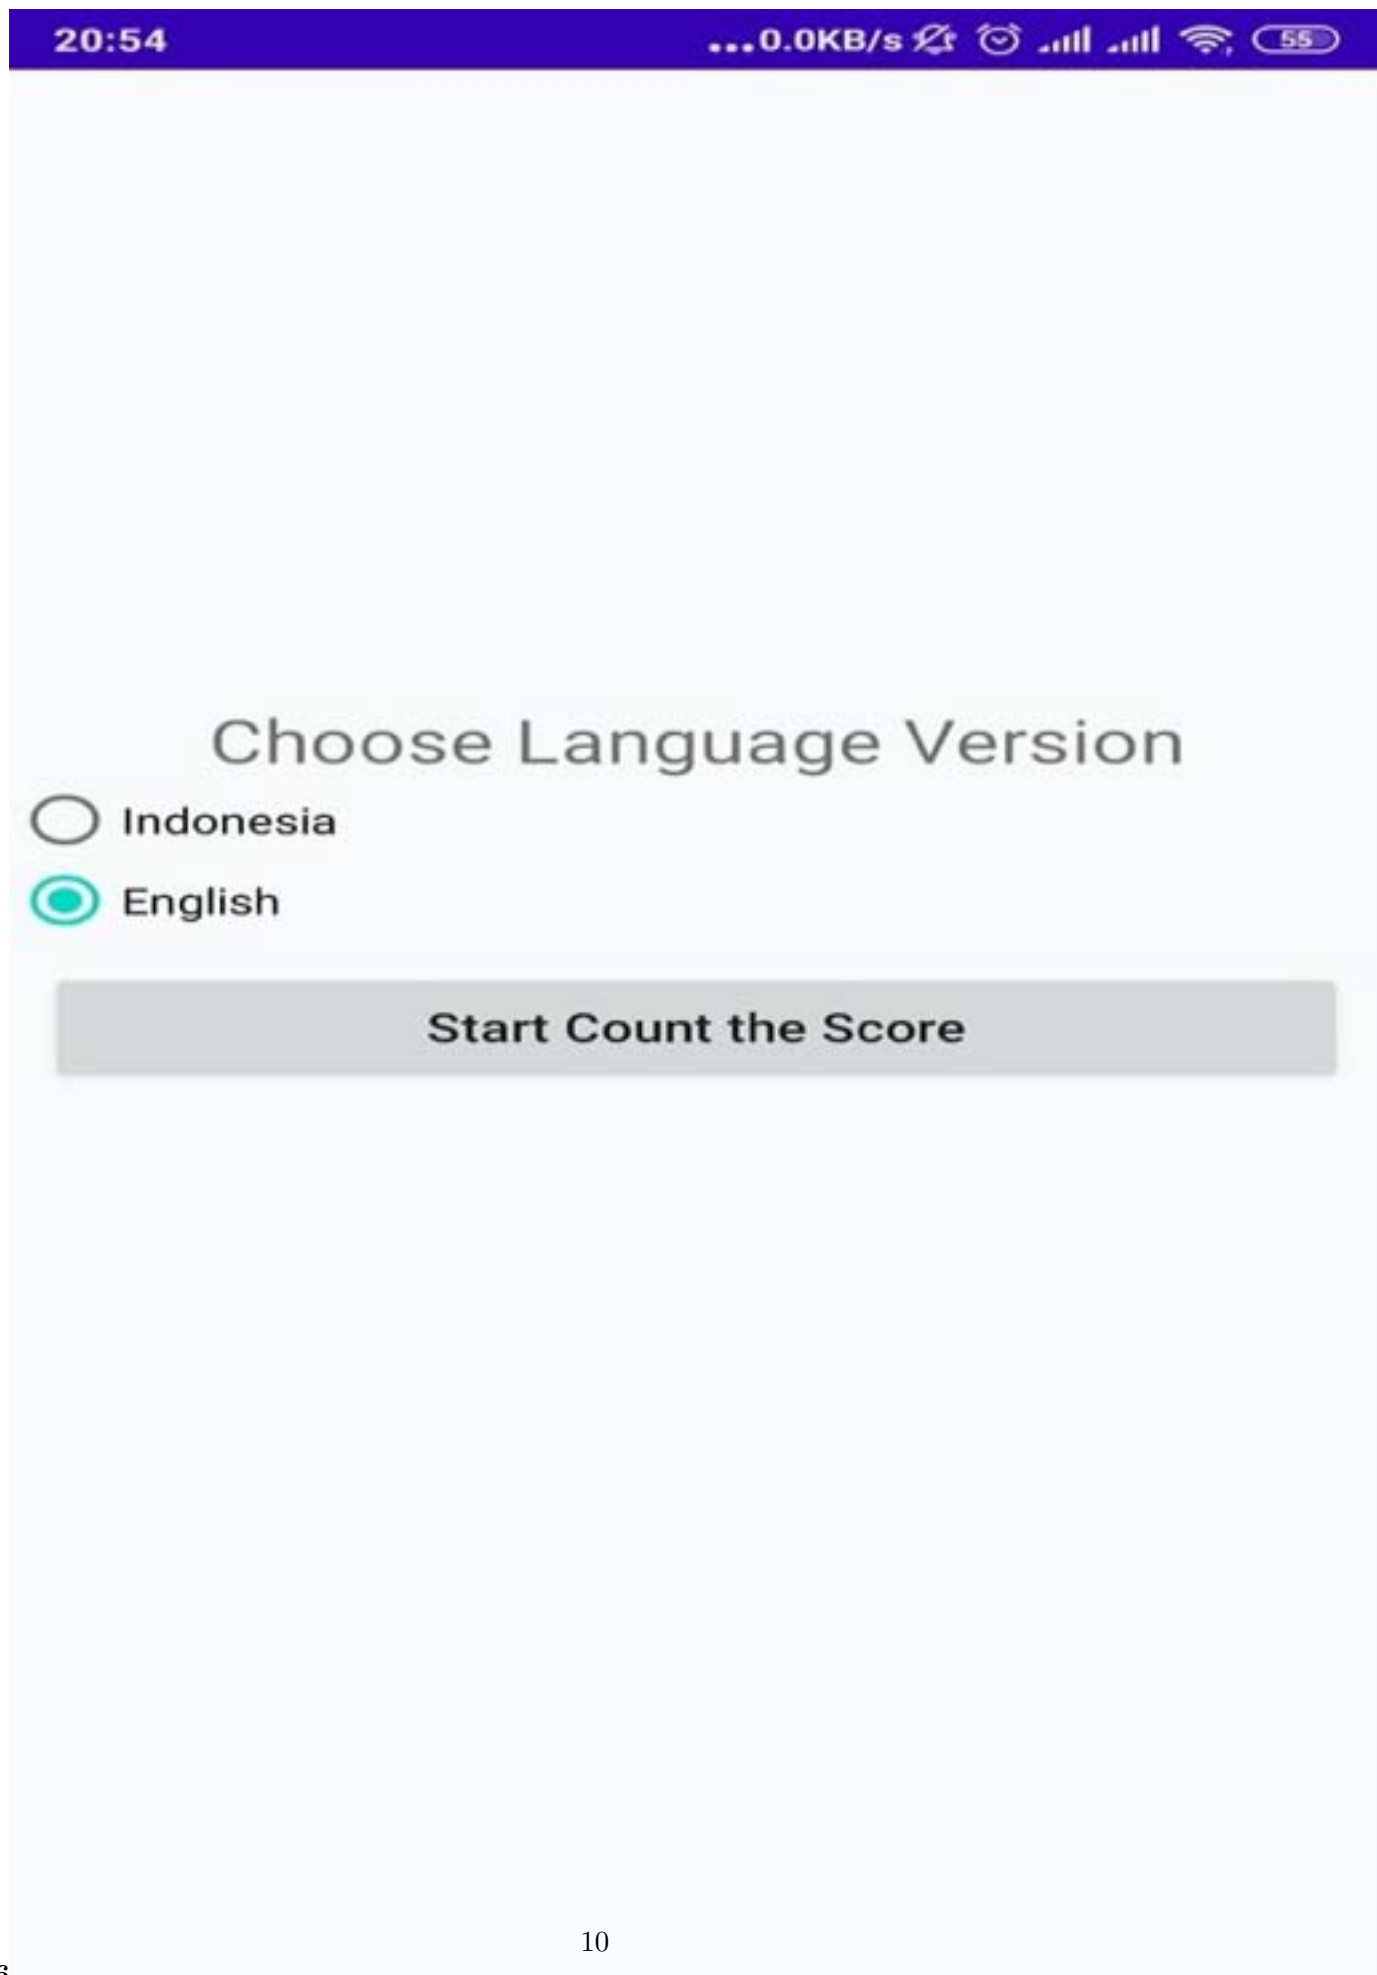 20:54 ...0.0KB/s 55
Choose Language Version
Indonesia
English
Start Count the Score
10